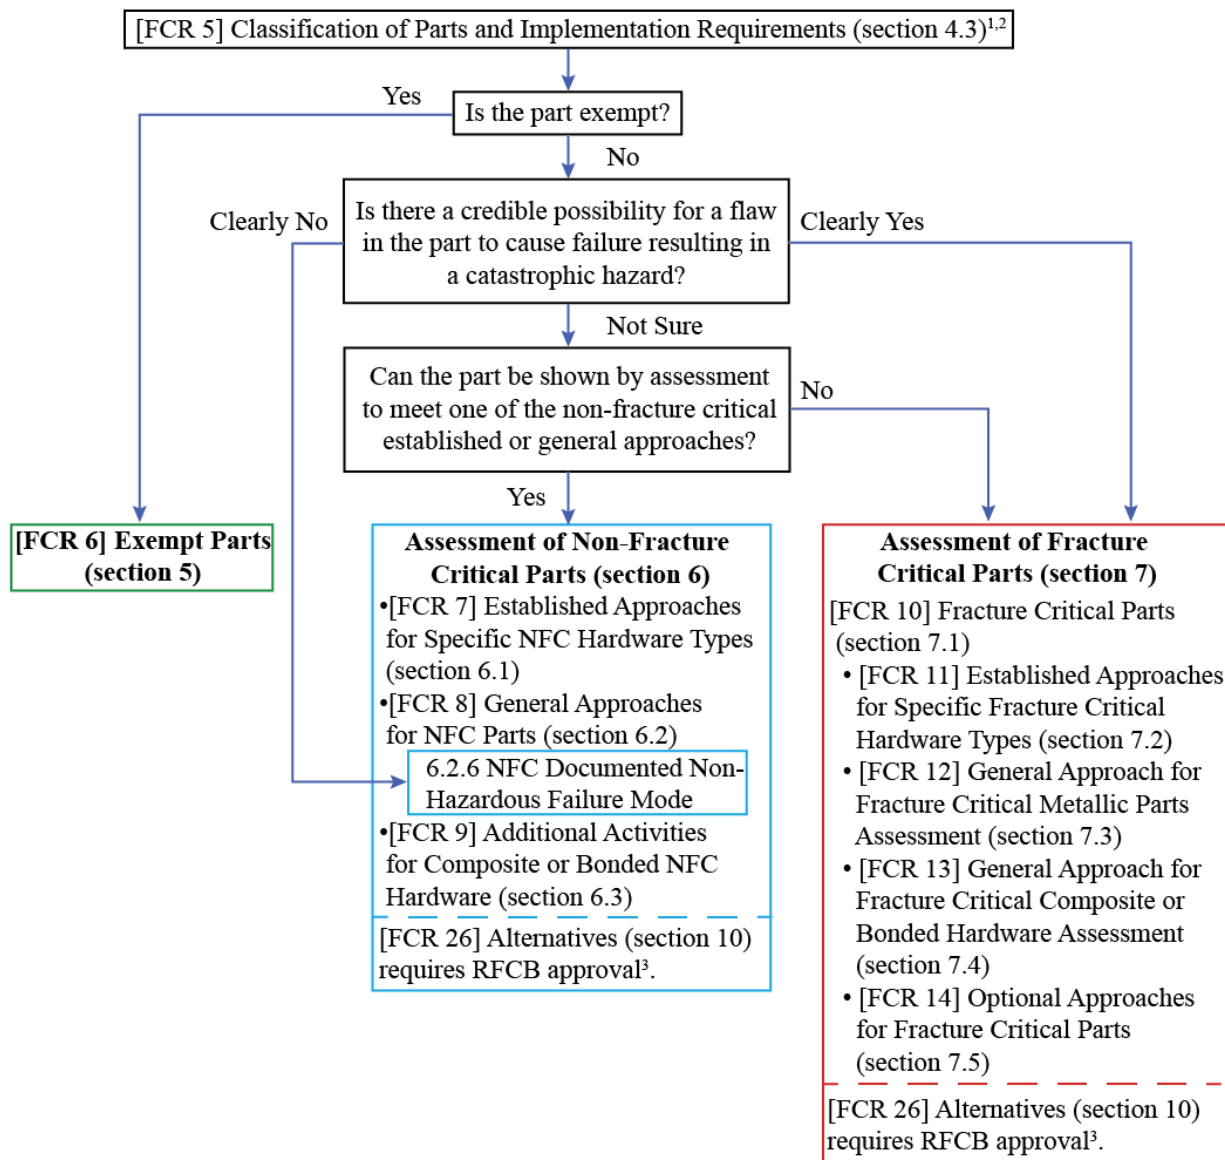 [FCR 5] Classification of Parts and Implementation Requirements (section 4.3)¹,²
Yes
Is the part exempt?
No
Clearly No
Is there a credible possibility for a flaw
in the part to cause failure resulting in
a catastrophic hazard?
Clearly Yes
Not Sure
Can the part be shown by assessment
to meet one of the non-fracture critical
established or general approaches?
No
Yes
[FCR 6] Exempt Parts
(section 5)
Assessment of Non-Fracture
Critical Parts (section 6)
•[FCR 7] Established Approaches
for Specific NFC Hardware Types
(section 6.1)
•[FCR 8] General Approaches
for NFC Parts (section 6.2)
6.2.6 NFC Documented Non-
Hazardous Failure Mode
•[FCR 9] Additional Activities
for Composite or Bonded NFC
Hardware (section 6.3)
[FCR 26] Alternatives (section 10)
requires RFCB approval³.
Assessment of Fracture
Critical Parts (section 7)
[FCR 10] Fracture Critical Parts
(section 7.1)
• [FCR 11] Established Approaches
for Specific Fracture Critical
Hardware Types (section 7.2)
• [FCR 12] General Approach for
Fracture Critical Metallic Parts
Assessment (section 7.3)
• [FCR 13] General Approach for
Fracture Critical Composite or
Bonded Hardware Assessment
(section 7.4)
• [FCR 14] Optional Approaches
for Fracture Critical Parts
(section 7.5)
[FCR 26] Alternatives (section 10)
requires RFCB approval³.